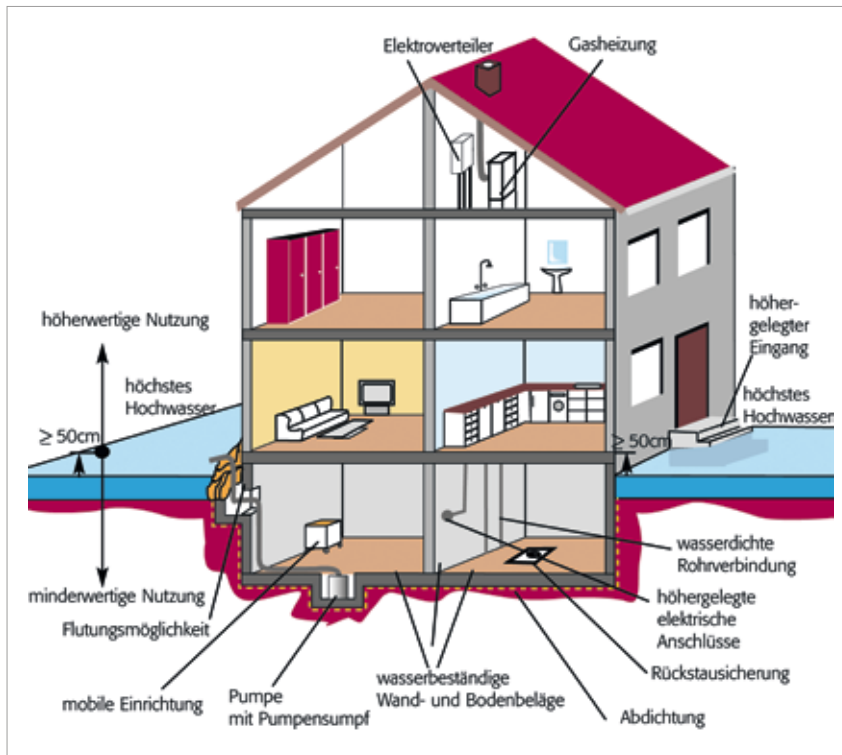 Elektroverteiler
Gasheizung
höherwertige Nutzung
höher-
gelegter
Eingang
höchstes
Hochwasser
höchstes
Hochwasser
≥ 50cm
≥ 50cm
minderwertige Nutzung
Flutungsmöglichkeit
mobile Einrichtung
Pumpe
mit Pumpensumpf
wasserbeständige
Wand- und Bodenbeläge
wasserdichte
Rohrverbindung
höhergelegte
elektrische
Anschlüsse
Rückstausicherung
Abdichtung